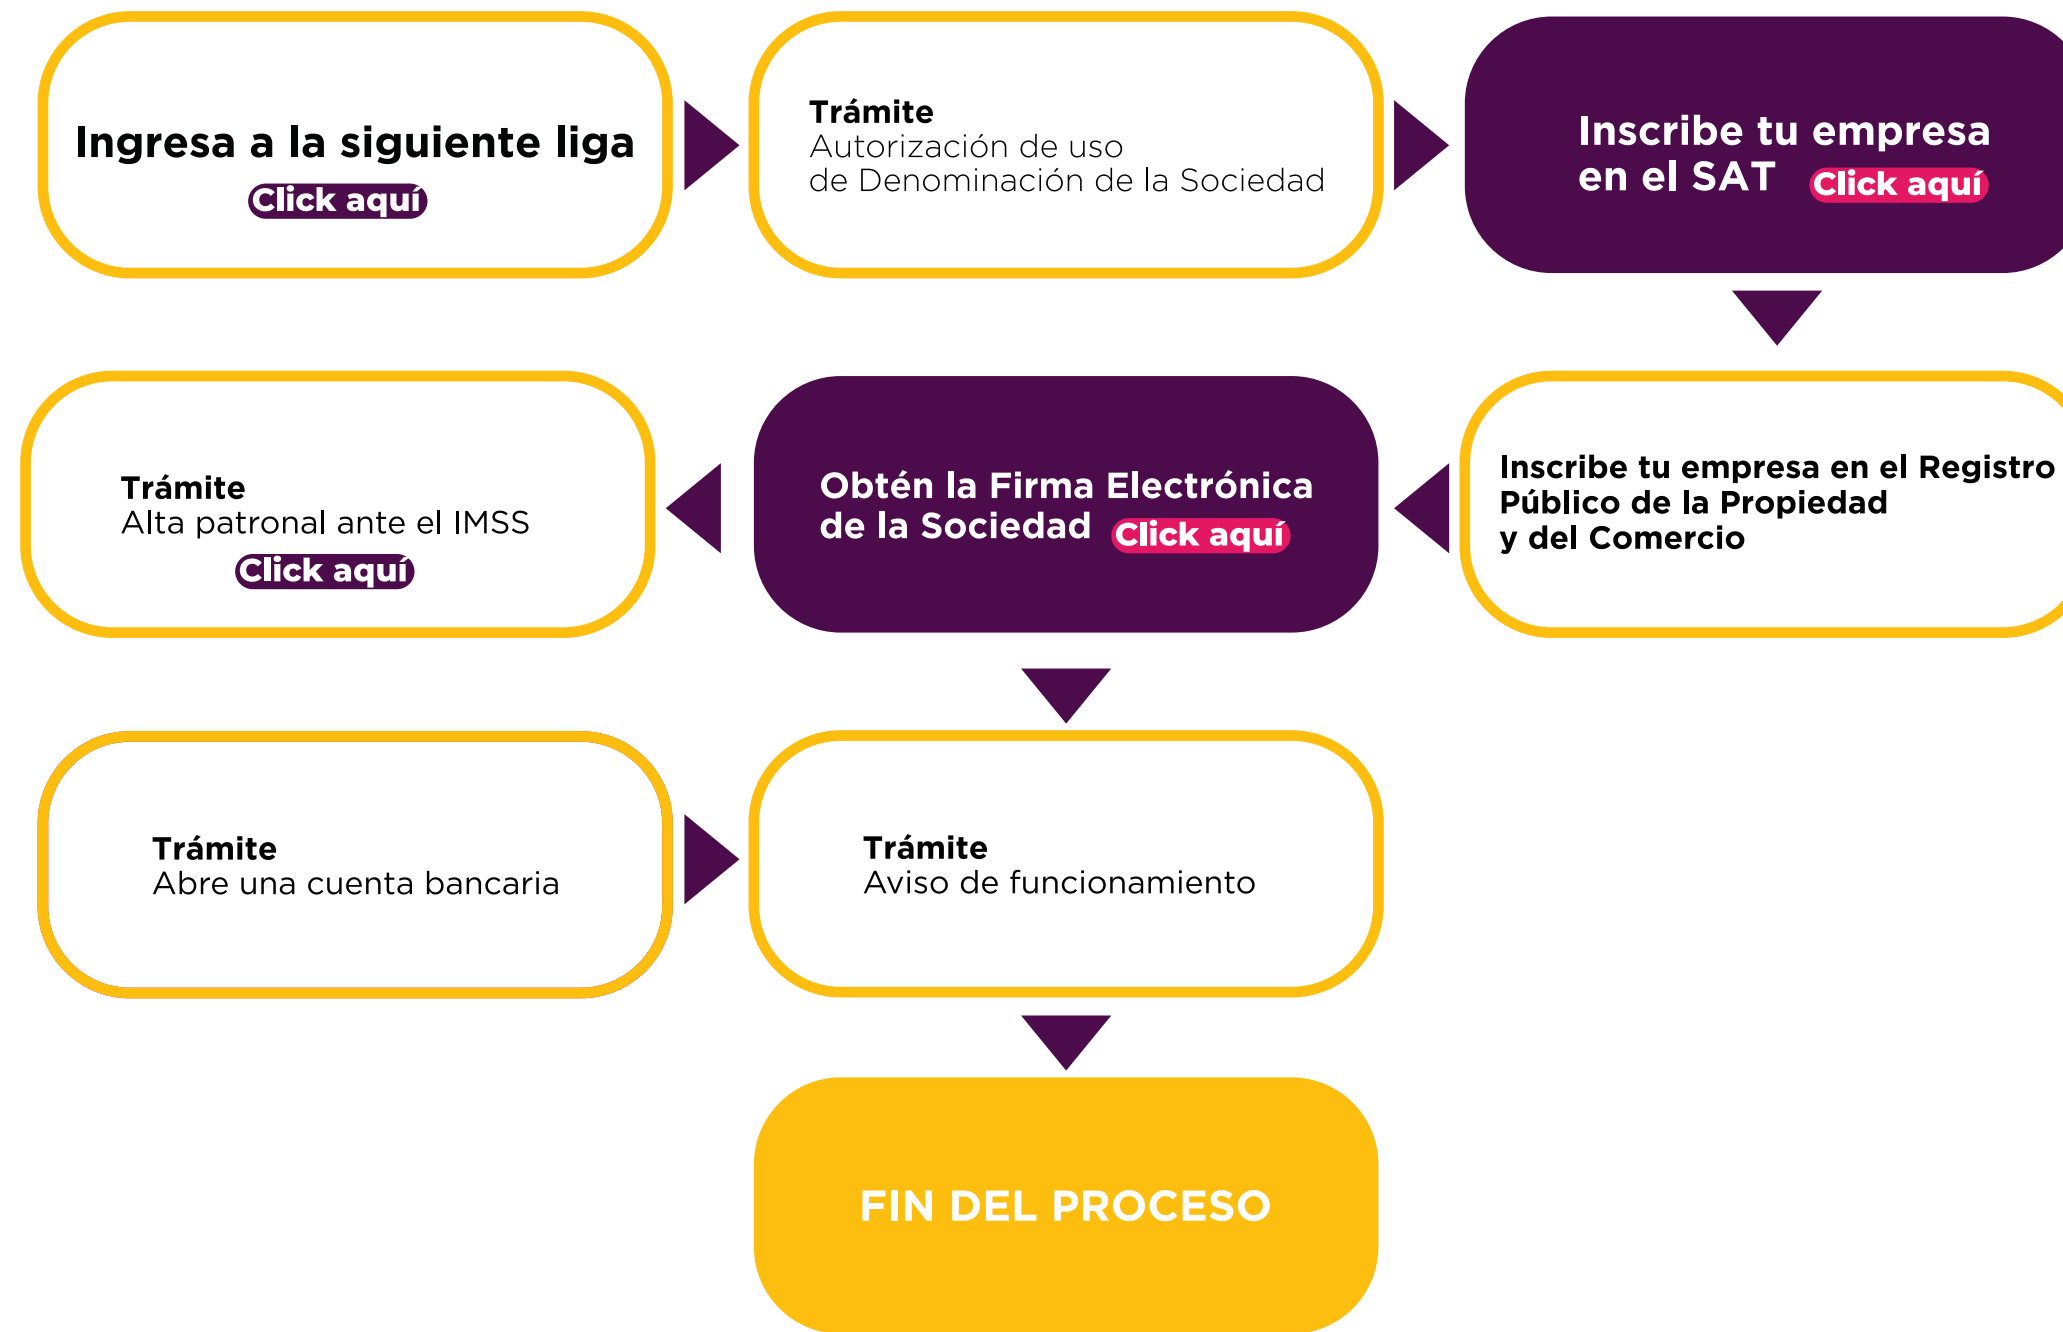 Ingresa a la siguiente liga
Click aquí
Trámite
Autorización de uso
de Denominación de la Sociedad
Inscribe tu empresa
en el SAT Click aquí
Inscribe tu empresa en el Registro
Público de la Propiedad
y del Comercio
Obtén la Firma Electrónica
de la Sociedad Click aquí
Trámite
Alta patronal ante el IMSS
Click aquí
Trámite
Abre una cuenta bancaria
Trámite
Aviso de funcionamiento
FIN DEL PROCESO